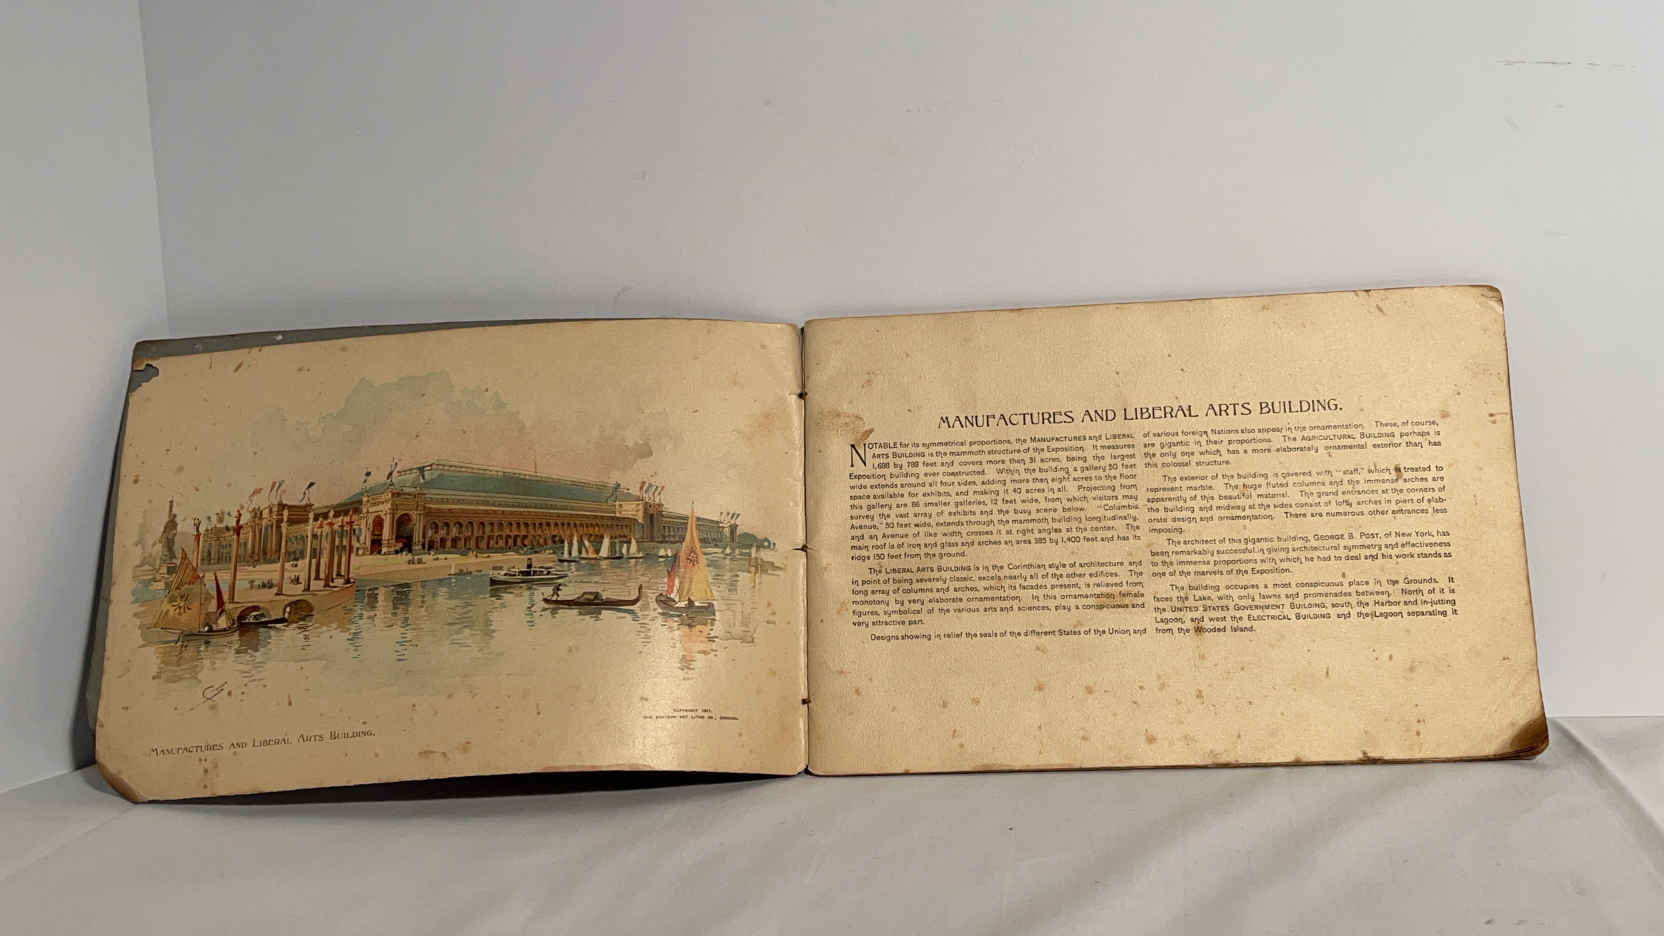 MANUFACTURES AND LIBERAL ARTS BUILDING.
COPYRIGHT 1891,
MANUFACTURES AND LIBERAL ARTS BUILDING.
NOTABLE for its symmetrical proportions, the MANUFACTURES and LIBERAL
ARTS BUILDING is the mammoth structure of the Exposition. It measures
1,688 by 788 feet and covers more than 31 acres, being the largest
Exposition building ever constructed. Within the building a gallery 50 feet
wide extends around all four sides, adding more than eight acres to the floor
space available for exhibits, and making it 40 acres in all. Projecting from
this gallery are 86 smaller galleries, 12 feet wide, from which visitors may
survey the vast array of exhibits and the busy scene below. "Columbia
Avenue," 50 feet wide, extends through the mammoth building longitudinally,
and an Avenue of like width crosses it at right angles at the center. The
main roof is of iron and glass and arches an area 385 by 1,400 feet and has its
ridge 150 feet from the ground.
The LIBERAL ARTS BUILDING is in the Corinthian style of architecture and
in point of being severely classic, excels nearly all of the other edifices. The
long array of columns and arches, which its facades present, is relieved from
monotony by very elaborate ornamentation. In this ornamentation female
figures, symbolical of the various arts and sciences, play a conspicuous and
very attractive part.
Designs showing in relief the seals of the different States of the Union and
of various foreign Nations also appear in the ornamentation. These, of course,
are gigantic in their proportions. The AGRICULTURAL BUILDING perhaps is
the only one which has a more elaborately ornamental exterior than has
this colossal structure.
The exterior of the building is covered with "staff," which is treated to
represent marble. The huge fluted columns and the immense arches are
apparently of this beautiful material. The grand entrances at the corners of
the building and midway at the sides consist of lofty arches in piers of elab-
orate design and ornamentation. There are numerous other entrances less
imposing.
The architect of this gigantic building, GEORGE B. POST, of New York, has
been remarkably successful in giving architectural symmetry and effectiveness
to the immense proportions with which he had to deal and his work stands as
one of the marvels of the Exposition.
The building occupies a most conspicuous place in the Grounds. It
faces the Lake, with only lawns and promenades between. North of it is
the UNITED STATES GOVERNMENT BUILDING, south the Harbor and in-jutting
Lagoon, and west the ELECTRICAL BUILDING and the Lagoon separating it
from the Wooded Island.